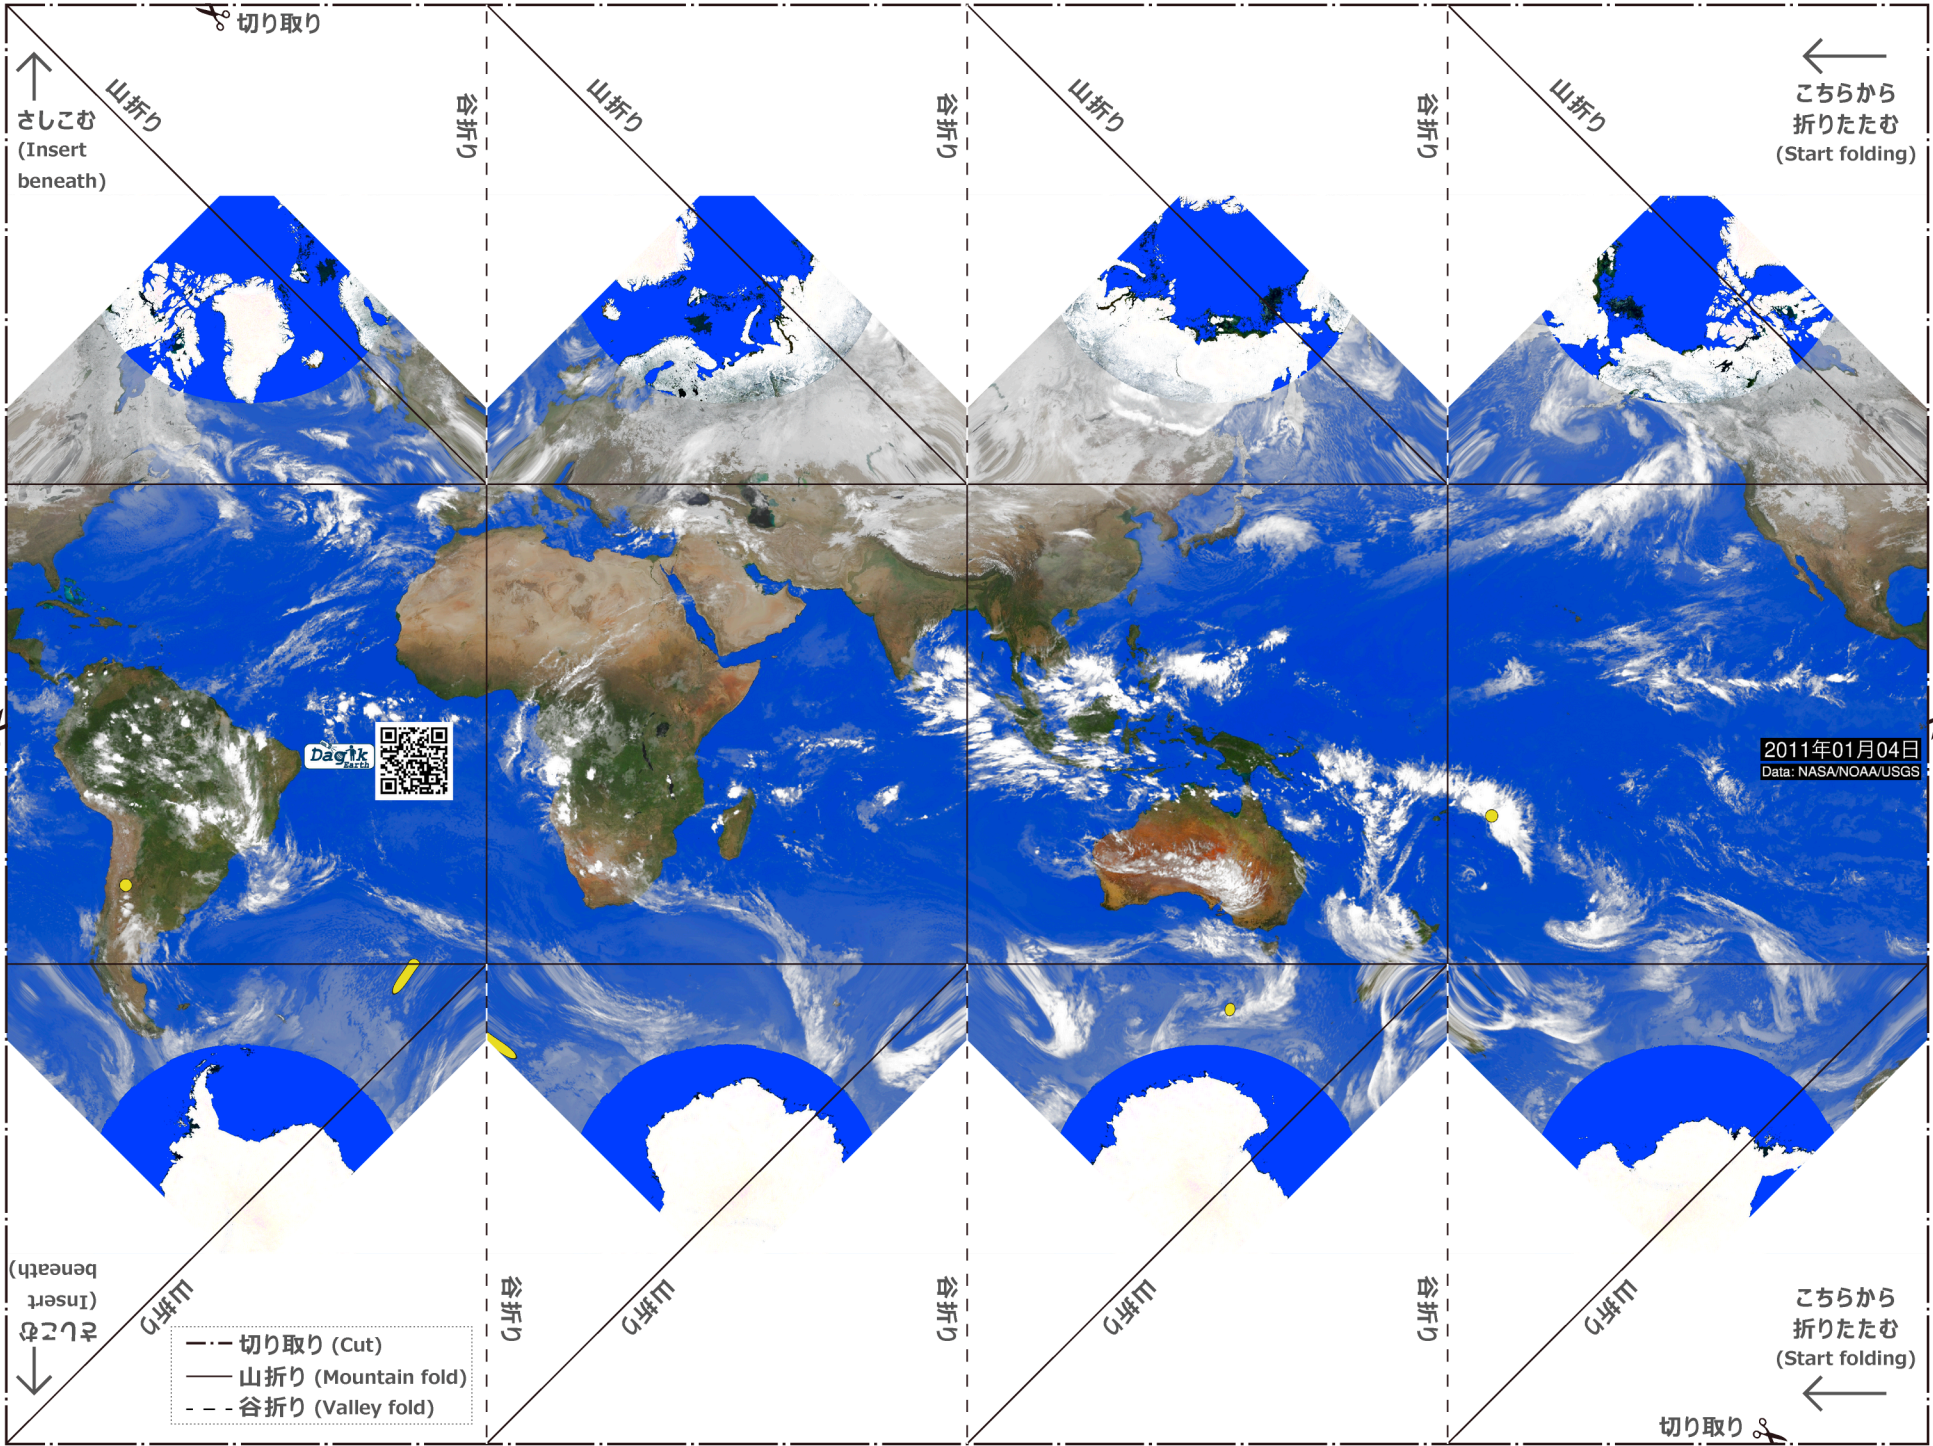 切り取り
山折り
谷折り
山折り
谷折り
山折り
谷折り
山折り
さしこむ
(Insert
beneath)
こちらから
折りたたむ
(Start folding)
Dagik
Earth
2011年01月04日
Data: NASA/NOAA/USGS
さしこむ
(Insert
beneath)
山折り
谷折り
山折り
谷折り
山折り
谷折り
山折り
こちらから
折りたたむ
(Start folding)
切り取り (Cut)
山折り (Mountain fold)
谷折り (Valley fold)
切り取り